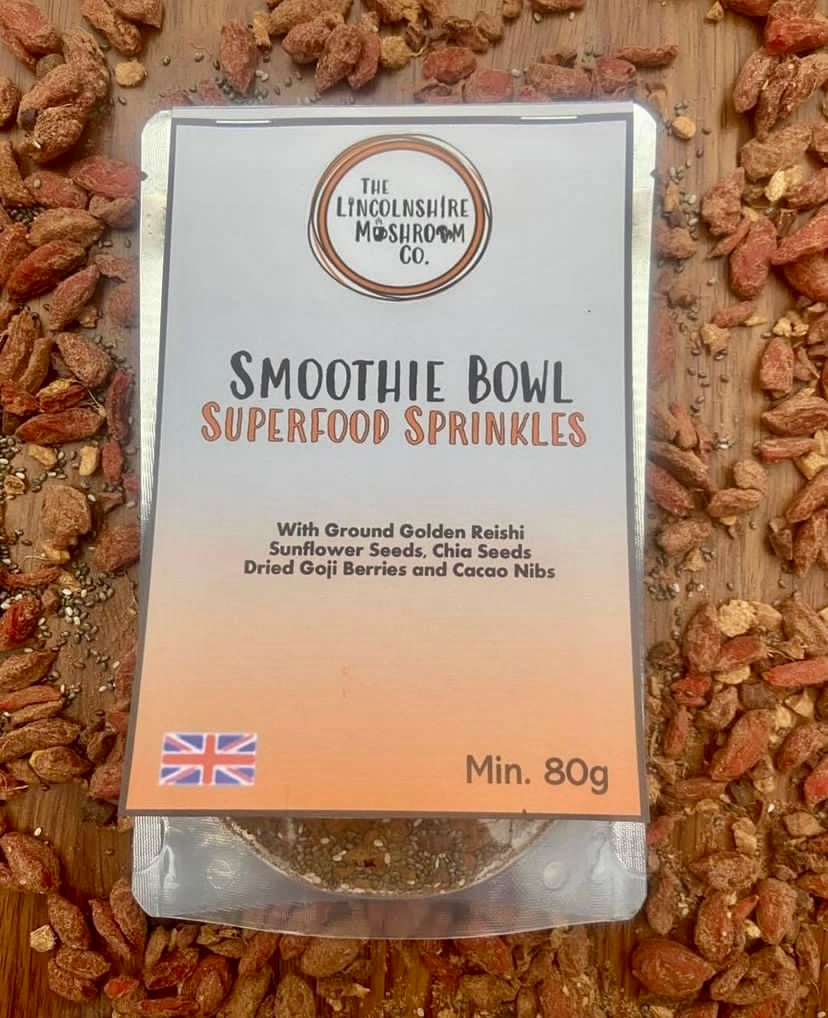 THE
LINCOLNSHIRE
MUSHROOM
CO.
SMOOTHIE BOWL
SUPERFOOD SPRINKLES
With Ground Golden Reishi
Sunflower Seeds, Chia Seeds
Dried Goji Berries and Cacao Nibs
Min. 80g